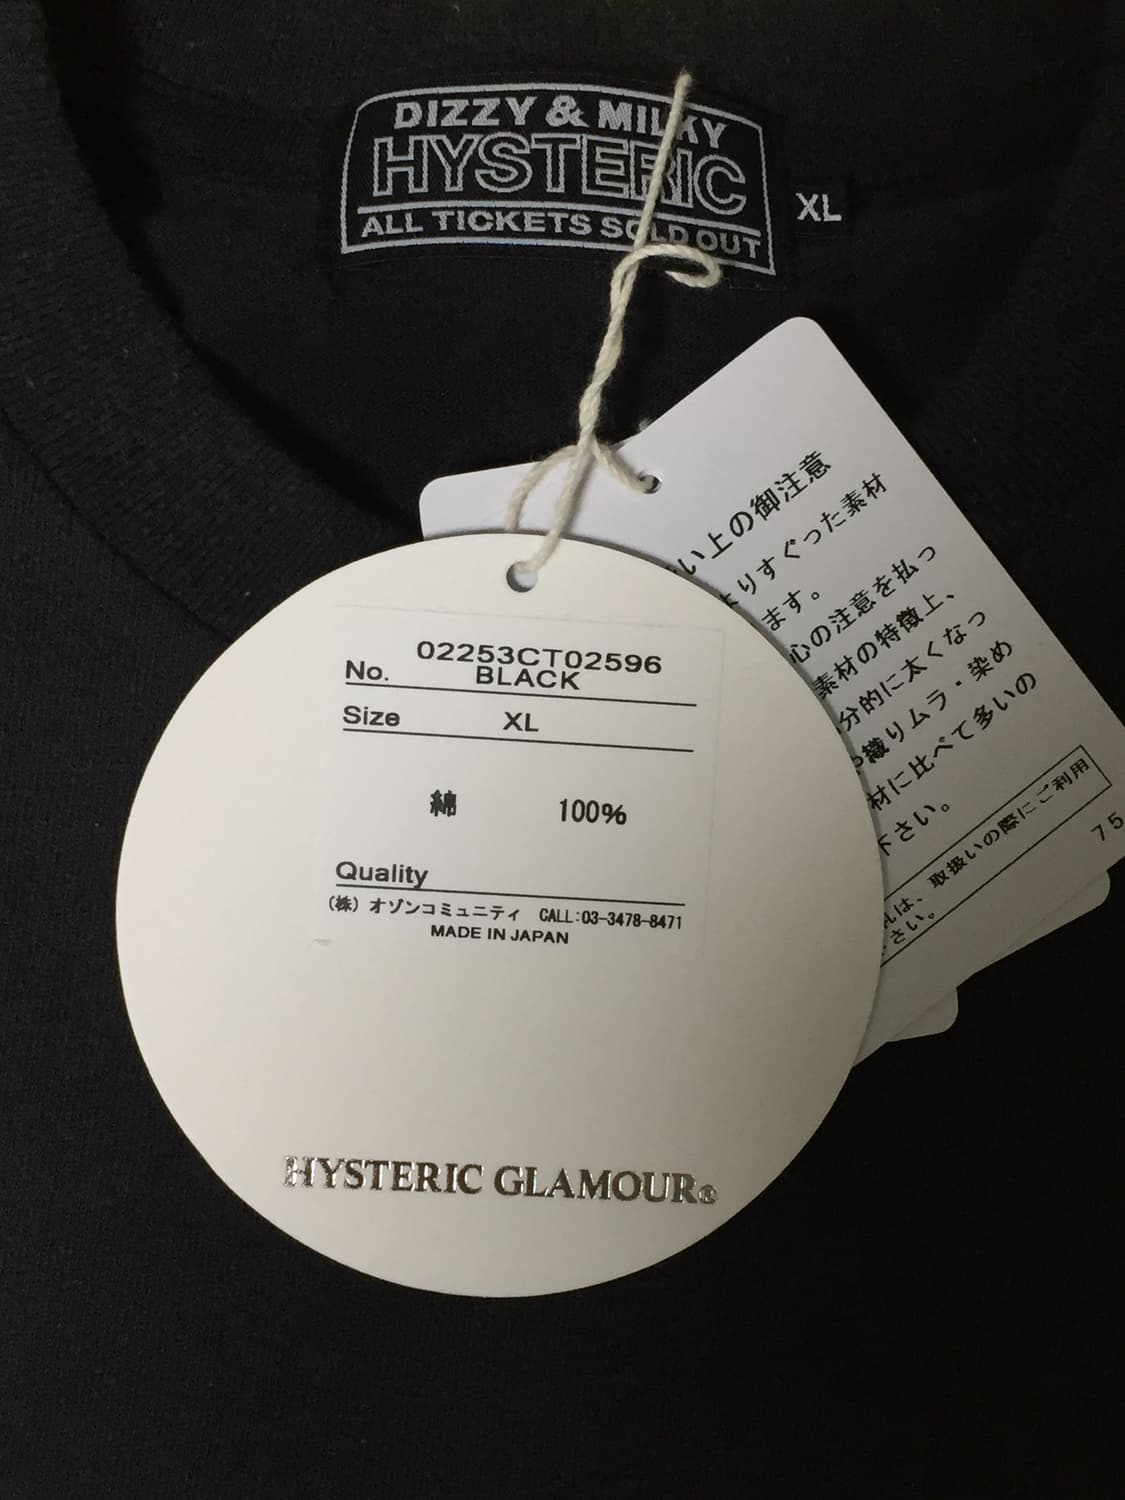 DIZZY & MILKY
HYSTERIC
ALL TICKETS SOLD OUT
XL
02253CT02596
No. BLACK
Size XL
綿 100%
Quality
(株) オゾンコミュニティ CALL:03-3478-8471
MADE IN JAPAN
HYSTERIC GLAMOUR®
い上の御注意
よりすぐった素材
ます。
心の注意を払っ
素材の特徴上、
分的に太くなっ
織りムラ・染め
材に比べて多いの
下さい。
は、取扱いの際にご利用
さい。
75